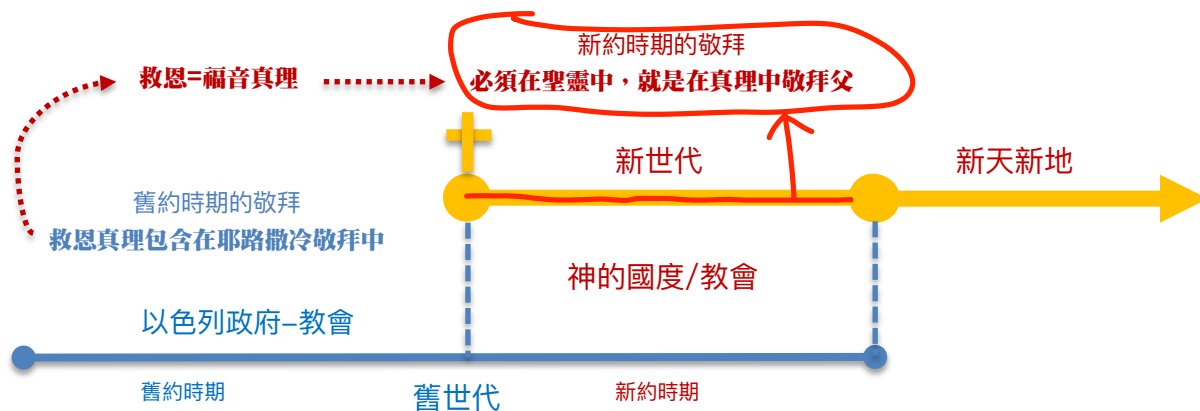 新約時期的敬拜
救恩=福音真理
必須在聖靈中，就是在真理中敬拜父
新世代
新天新地
舊約時期的敬拜
救恩真理包含在耶路撒冷敬拜中
神的國度/教會
以色列政府–教會
舊約時期
舊世代
新約時期